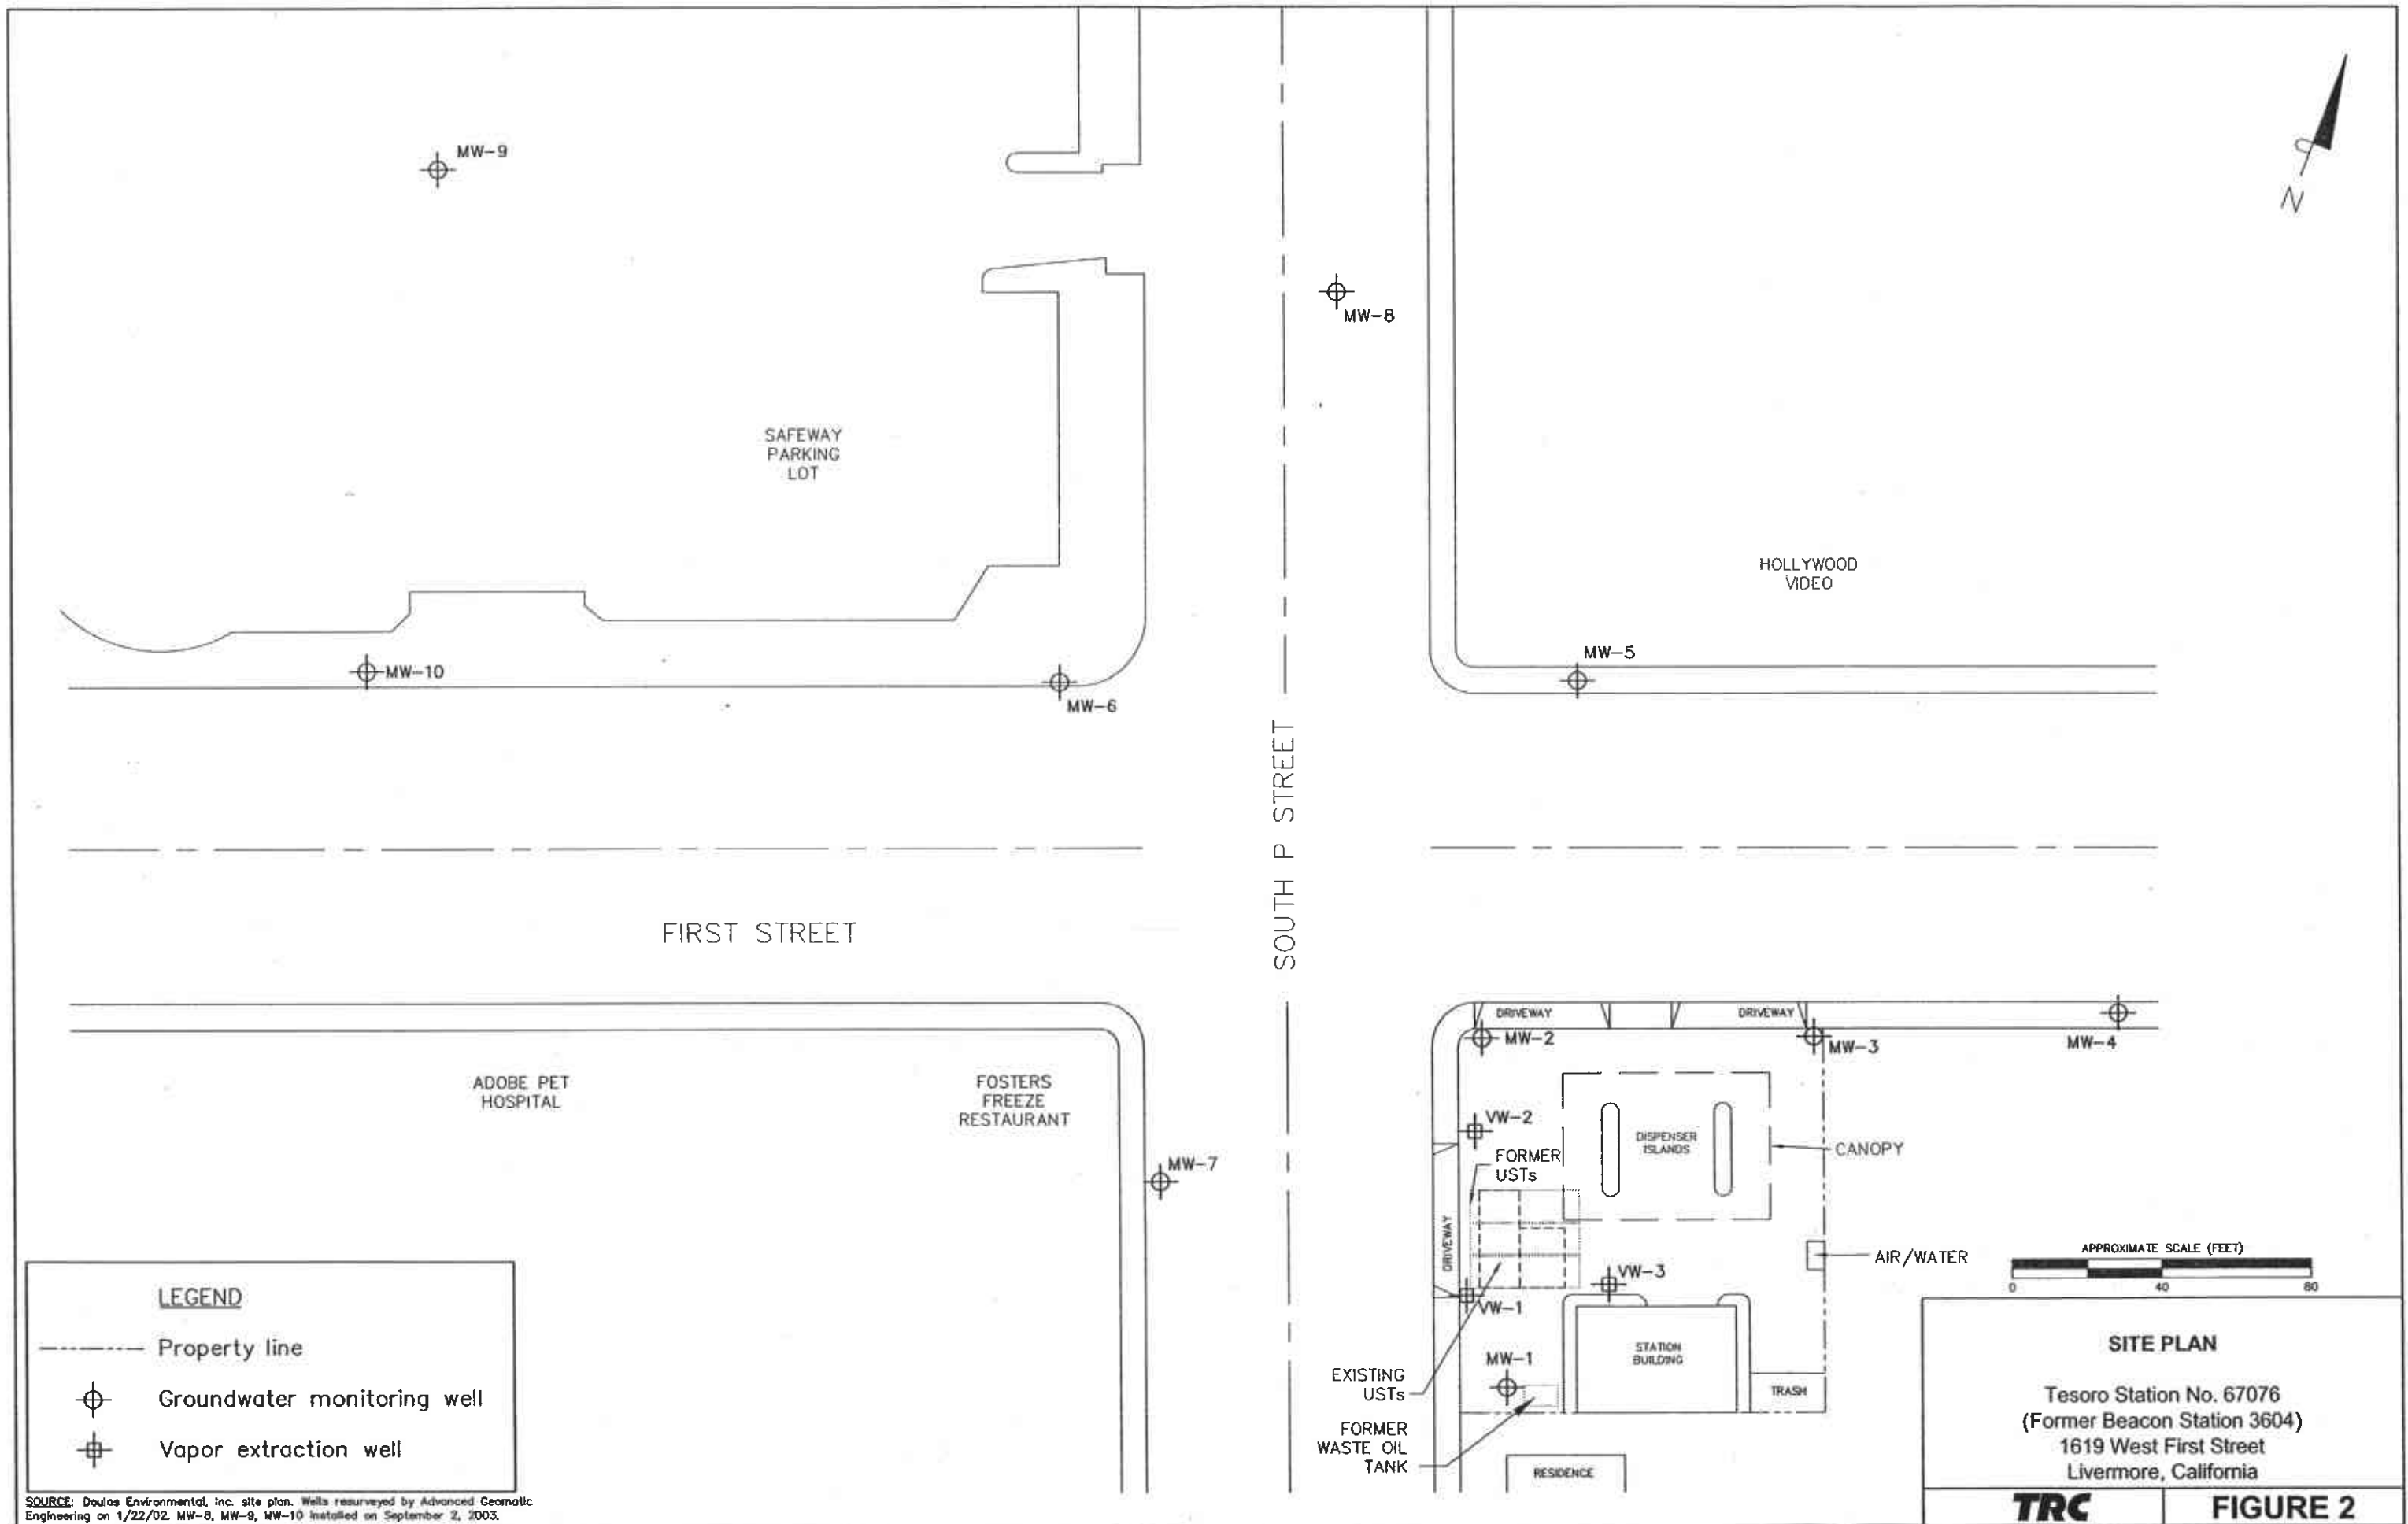 MW-9
N
MW-8
SAFEWAY
PARKING
LOT
HOLLYWOOD
VIDEO
MW-5
MW-10
MW-6
SOUTH P STREET
FIRST STREET
DRIVEWAY
DRIVEWAY
MW-2
MW-3
MW-4
ADOBE PET
HOSPITAL
FOSTERS
FREEZE
RESTAURANT
VW-2
DISPENSER
ISLANDS
CANOPY
FORMER
USTs
MW-7
DRIVEWAY
AIR/WATER
APPROXIMATE SCALE (FEET)
0 40 80
VW-3
VW-1
LEGEND
Property line
Groundwater monitoring well
Vapor extraction well
MW-1
STATION
BUILDING
TRASH
EXISTING
USTs
FORMER
WASTE OIL
TANK
RESIDENCE
SITE PLAN
Tesoro Station No. 67076
(Former Beacon Station 3604)
1619 West First Street
Livermore, California
TRC
FIGURE 2
SOURCE: Doulos Environmental, Inc. site plan. Wells resurveyed by Advanced Geomatic
Engineering on 1/22/02. MW-8, MW-9, MW-10 installed on September 2, 2003.